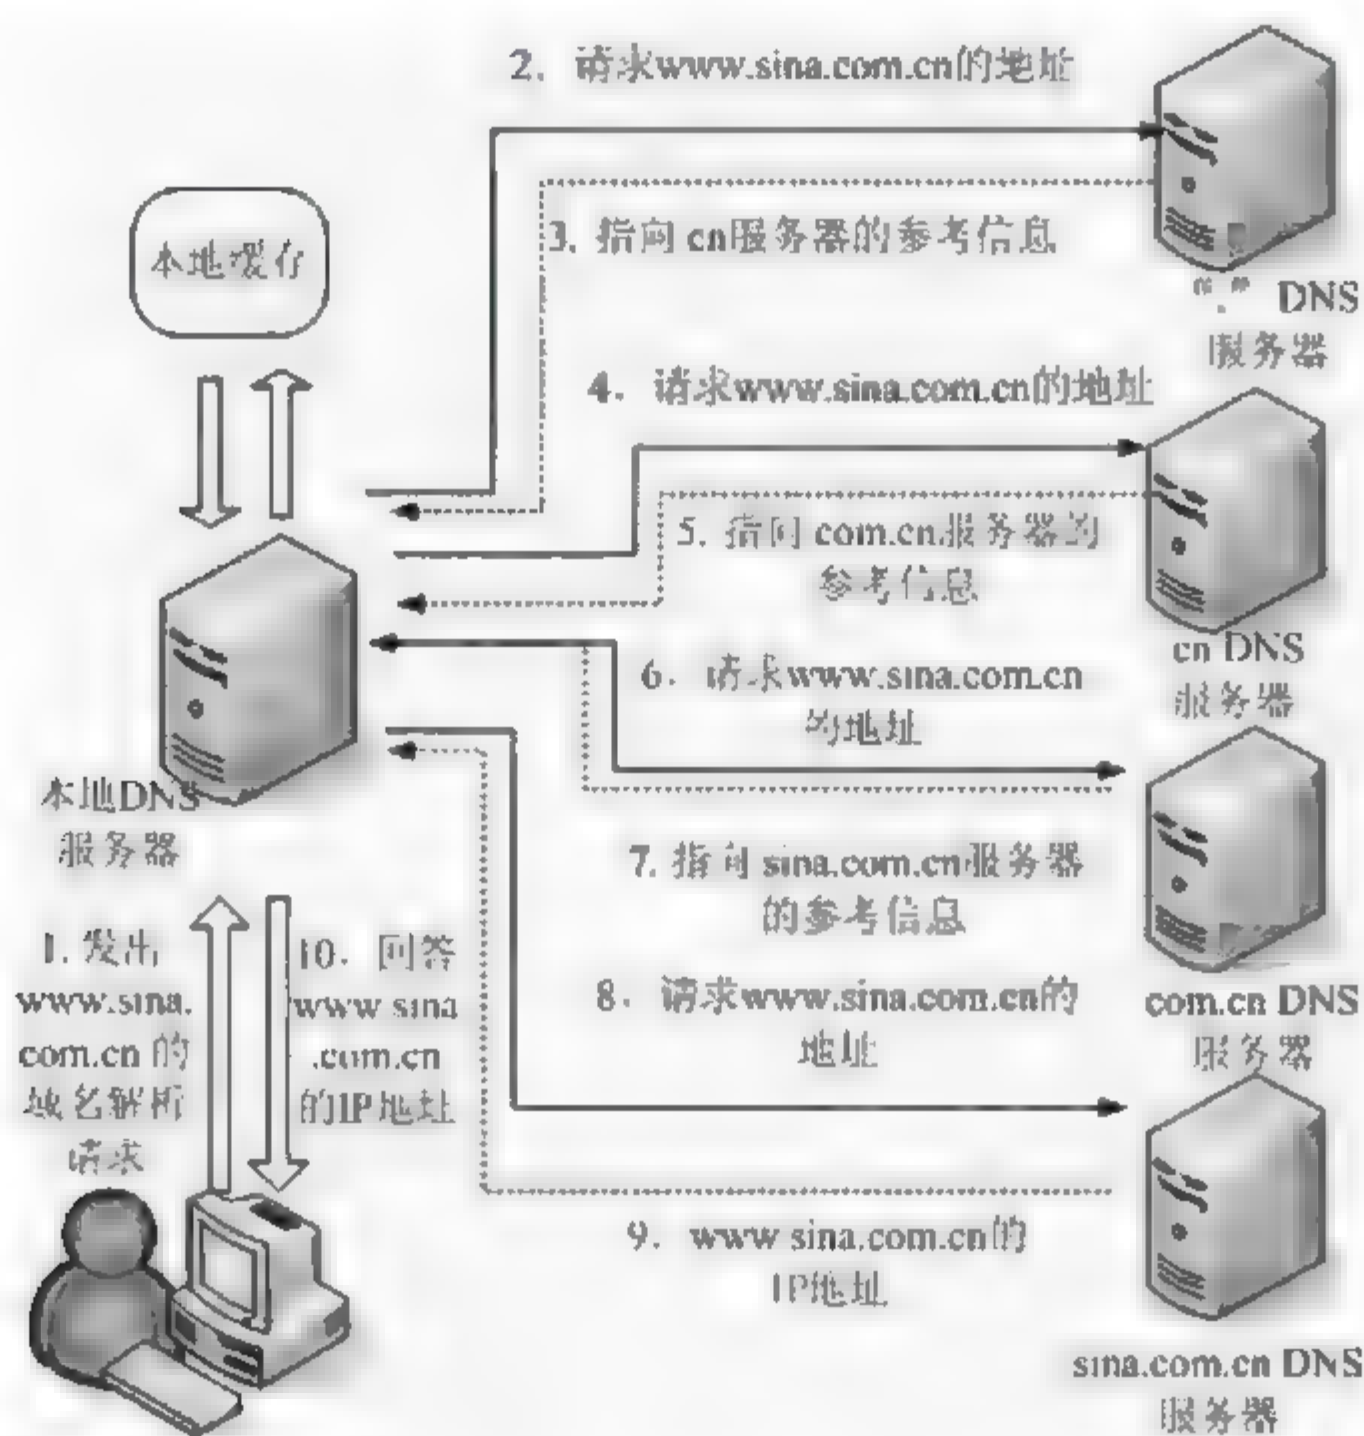 2. 请求www.sina.com.cn的地址
3. 指向 cn服务器的参考信息
本地缓存
"." DNS
服务器
4. 请求www.sina.com.cn的地址
5. 指向 com.cn服务器的
参考信息
cn DNS
服务器
6. 请求www.sina.com.cn
的地址
本地DNS
服务器
7. 指向 sina.com.cn服务器
的参考信息
1. 发出
www.sina.
com.cn 的
域名解析
请求
10. 回答
www sina
.com.cn
的IP地址
8. 请求www.sina.com.cn的
地址
com.cn DNS
服务器
9. www sina.com.cn的
IP地址
sina.com.cn DNS
服务器